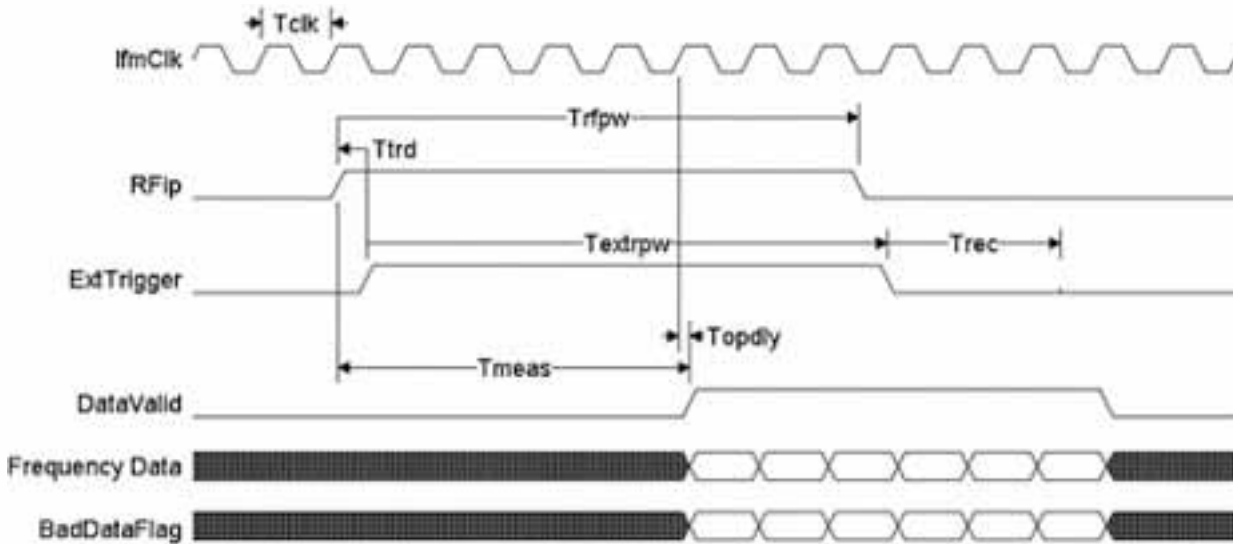 Tclk
IfmClk
Trfpw
Ttrd
RFip
Textrpw
Trec
ExtTrigger
Topdly
Tmeas
DataValid
Frequency Data
BadDataFlag